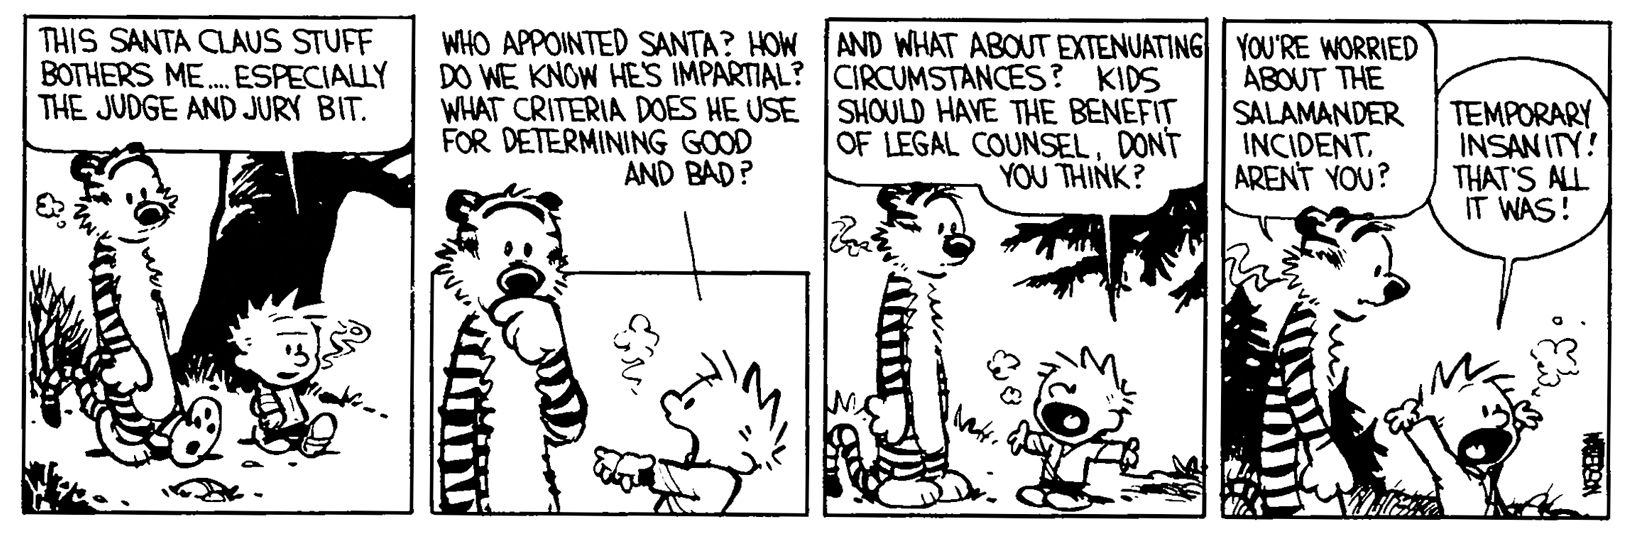 THIS SANTA CLAUS STUFF
BOTHERS ME.... ESPECIALLY
THE JUDGE AND JURY BIT.
WHO APPOINTED SANTA? HOW
DO WE KNOW HE'S IMPARTIAL?
WHAT CRITERIA DOES HE USE
FOR DETERMINING GOOD
AND BAD?
AND WHAT ABOUT EXTENUATING
CIRCUMSTANCES? KIDS
SHOULD HAVE THE BENEFIT
OF LEGAL COUNSEL, DON'T
YOU THINK?
YOU'RE WORRIED
ABOUT THE
SALAMANDER
INCIDENT,
AREN'T YOU?
TEMPORARY
INSANITY!
THAT'S ALL
IT WAS!
WATTERSON